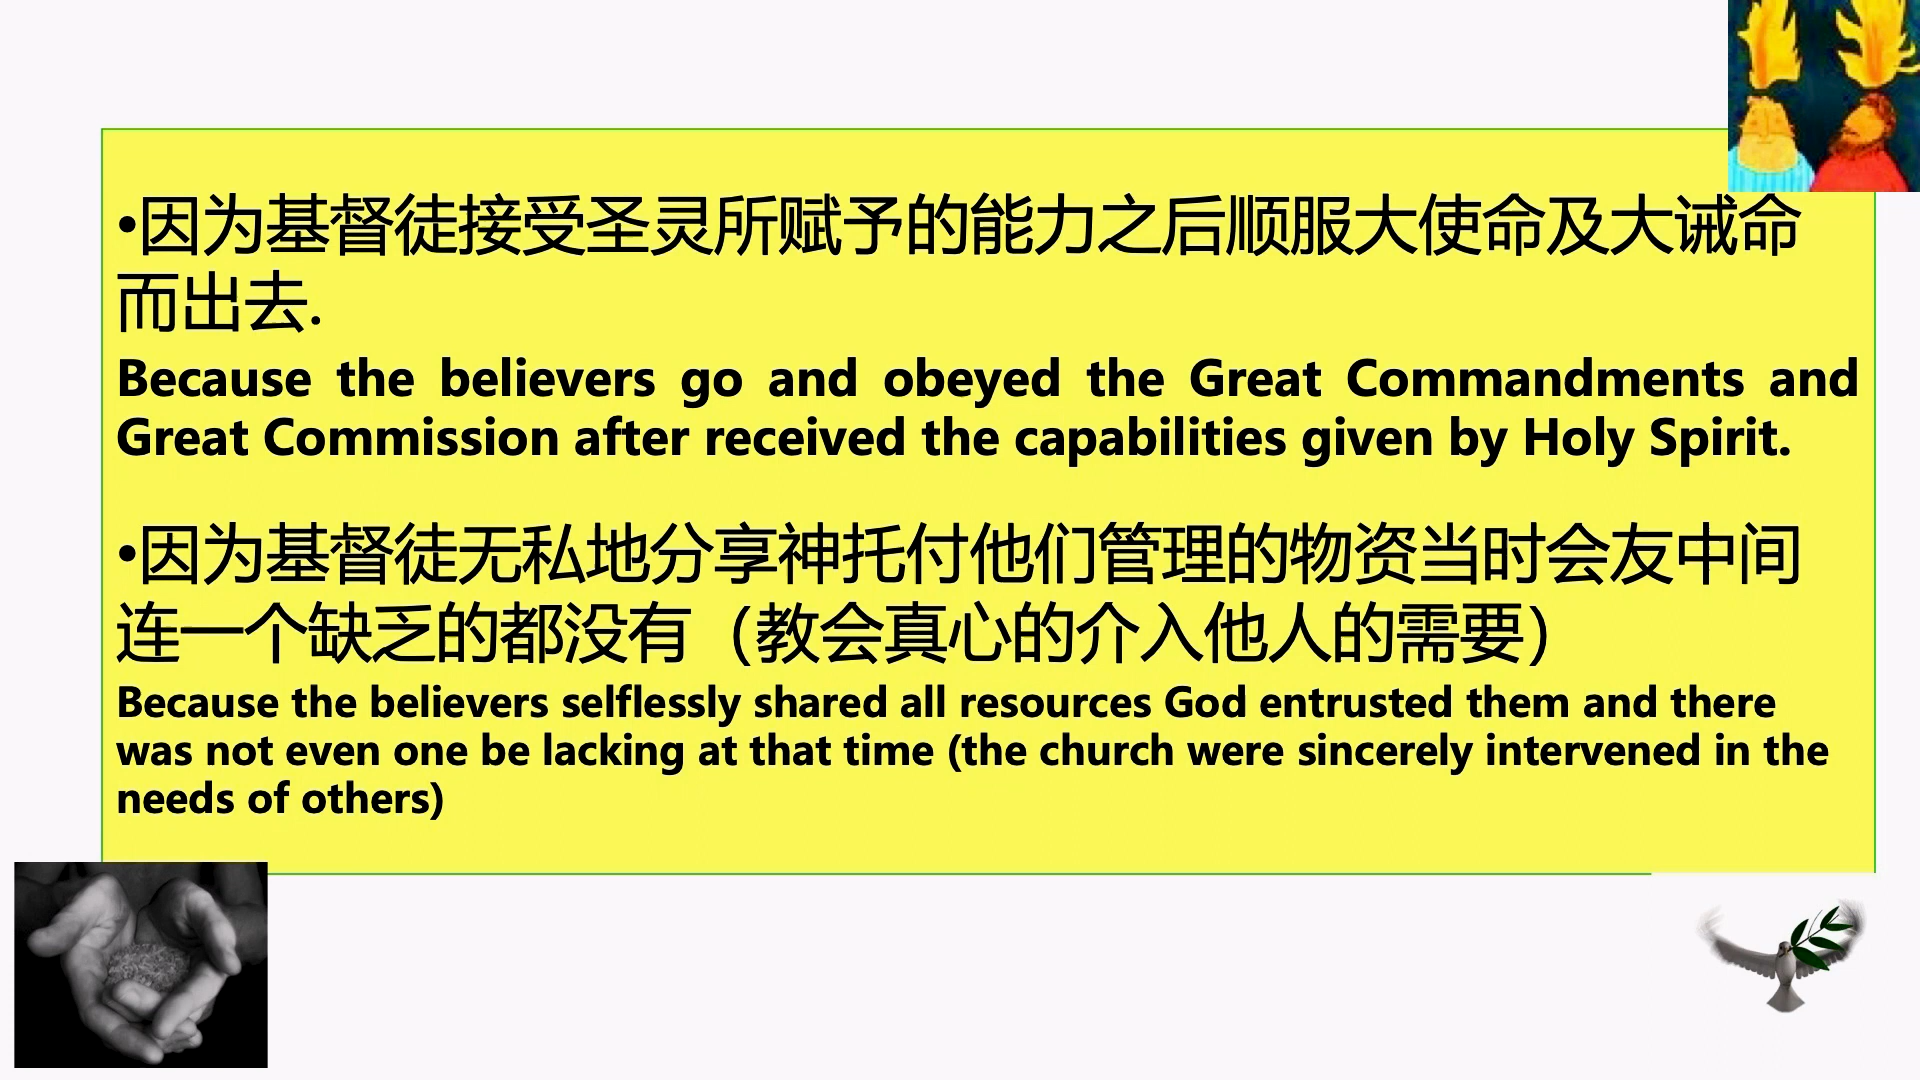 •因为基督徒接受圣灵所赋予的能力之后顺服大使命及大诫命
而出去.
Because the believers go and obeyed the Great Commandments and
Great Commission after received the capabilities given by Holy Spirit.
•因为基督徒无私地分享神托付他们管理的物资当时会友中间
连一个缺乏的都没有（教会真心的介入他人的需要）
Because the believers selflessly shared all resources God entrusted them and there
was not even one be lacking at that time (the church were sincerely intervened in the
needs of others)